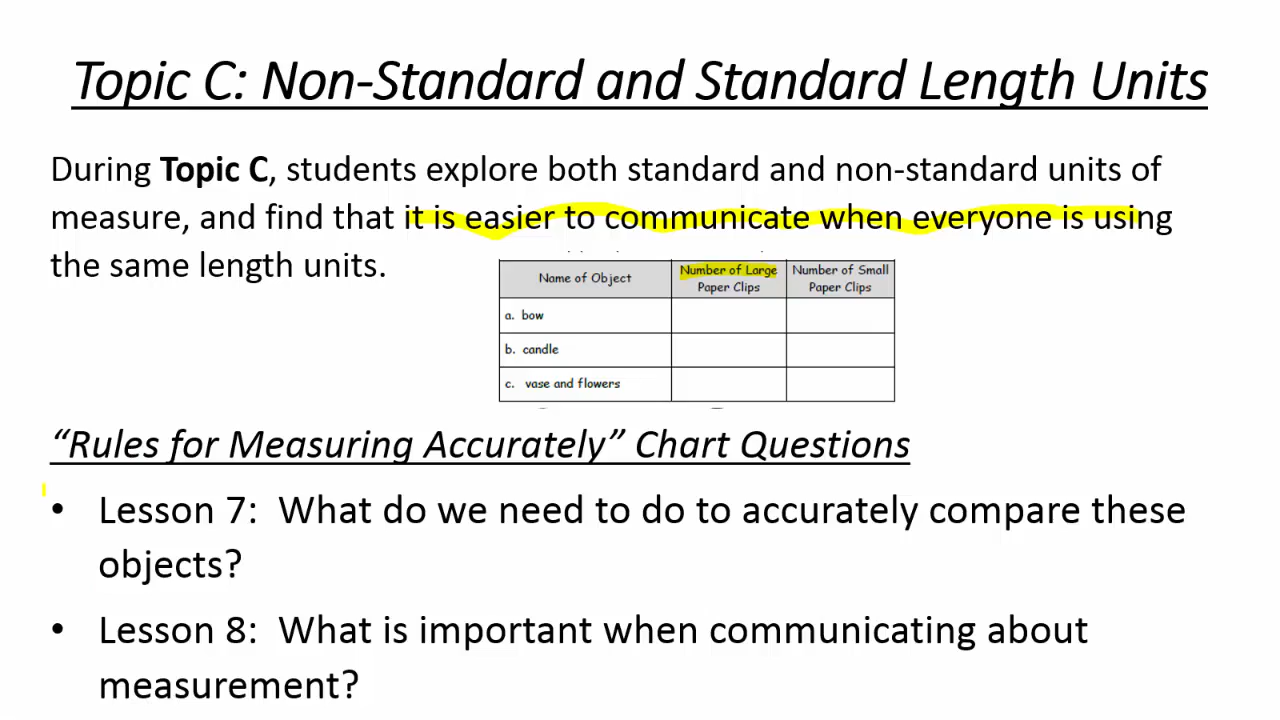 Topic C: Non-Standard and Standard Length Units
During Topic C, students explore both standard and non-standard units of
measure, and find that it is easier to communicate when everyone is using
the same length units.
Name of Object
Number of Large
Paper Clips
Number of Small
Paper Clips
a. bow
b. candle
c. vase and flowers
“Rules for Measuring Accurately” Chart Questions
• Lesson 7: What do we need to do to accurately compare these
objects?
• Lesson 8: What is important when communicating about
measurement?